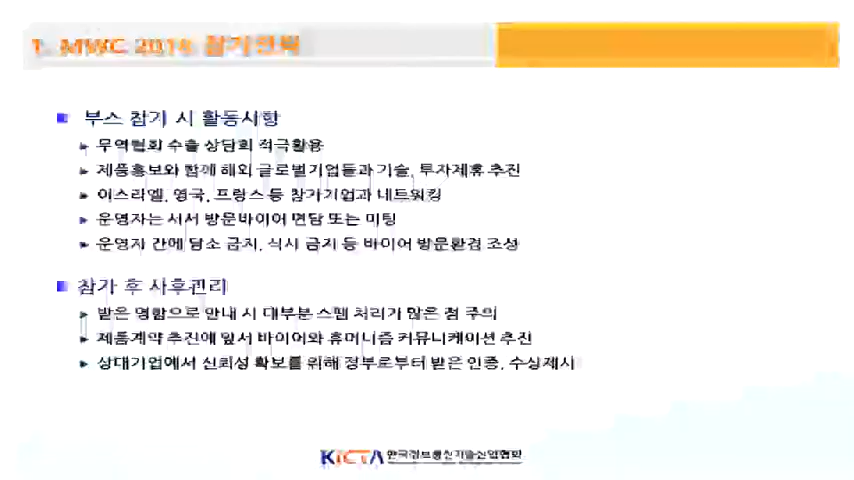 1. MWC 201 참가전략
부스 참가 시 활동사항
무역협회 수출 상담회 적극활용
제품홍보와 함께 해외 글로벌기업들과 기술, 투자제휴 추진
이스라엘, 영국, 프랑스 등 참가기업과 네트워킹
운영자는 서서 방문바이어 면담 또는 미팅
운영자 간에 담소 금지, 식사 금지 등 바이어 방문환경 조성
참가 후 사후관리
받은 명함으로 안내 시 대부분 스팸 처리가 많은 점 주의
제품계약 추진에 앞서 바이어와 휴머니즘 커뮤니케이션 추진
상대기업에서 신뢰성 확보를 위해 정부로부터 받은 인증, 수상제시
KICTA 한국정보통신기술산업협회